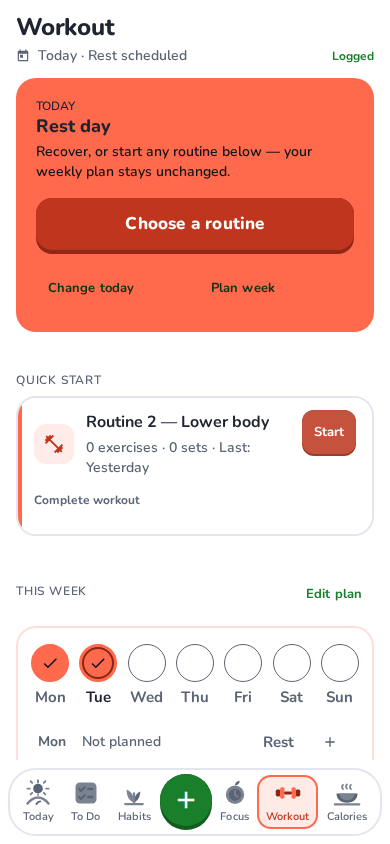 Workout
Today · Rest scheduled
Logged
TODAY
Rest day
Recover, or start any routine below — your
weekly plan stays unchanged.
Choose a routine
Change today
Plan week
QUICK START
Routine 2 — Lower body
0 exercises · 0 sets · Last:
Yesterday
Start
Complete workout
THIS WEEK
Edit plan
Mon Tue Wed Thu Fri Sat Sun
Mon Not planned Rest +
Today To Do Habits + Focus Workout Calories